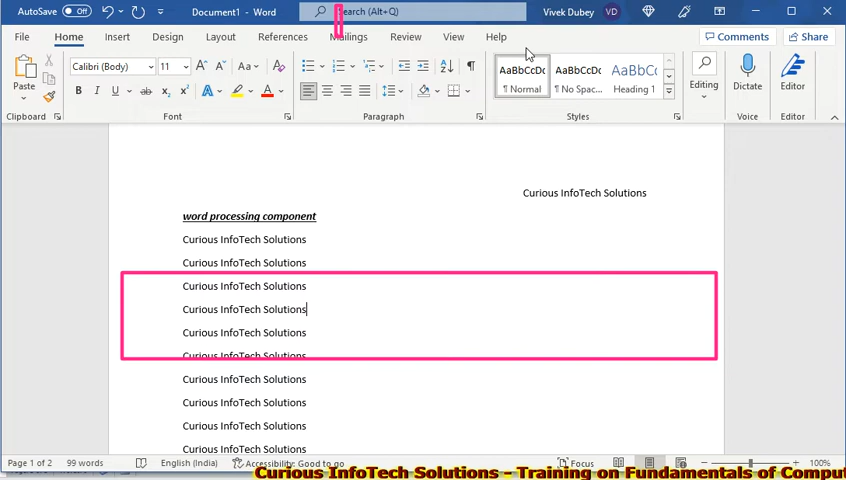 AutoSave Off Document1 - Word Search (Alt+Q) Vivek Dubey VD
File Home Insert Design Layout References Mailings Review View Help Comments Share
Paste Calibri (Body) 11 A A Aa A AaBbCcDc AaBbCcDc AaBbCc Editing Dictate Editor
B I U ab x₂ x² A A ¶ Normal ¶ No Spac... Heading 1
Clipboard Font Paragraph Styles Voice Editor
Curious InfoTech Solutions
word processing component
Curious InfoTech Solutions
Curious InfoTech Solutions
Curious InfoTech Solutions
Curious InfoTech Solutions
Curious InfoTech Solutions
Curious InfoTech Solutions
Curious InfoTech Solutions
Curious InfoTech Solutions
Curious InfoTech Solutions
Curious InfoTech Solutions
Page 1 of 2 99 words English (India) Accessibility: Good to go Focus 100%
Curious InfoTech Solutions - Training on Fundamentals of Compu